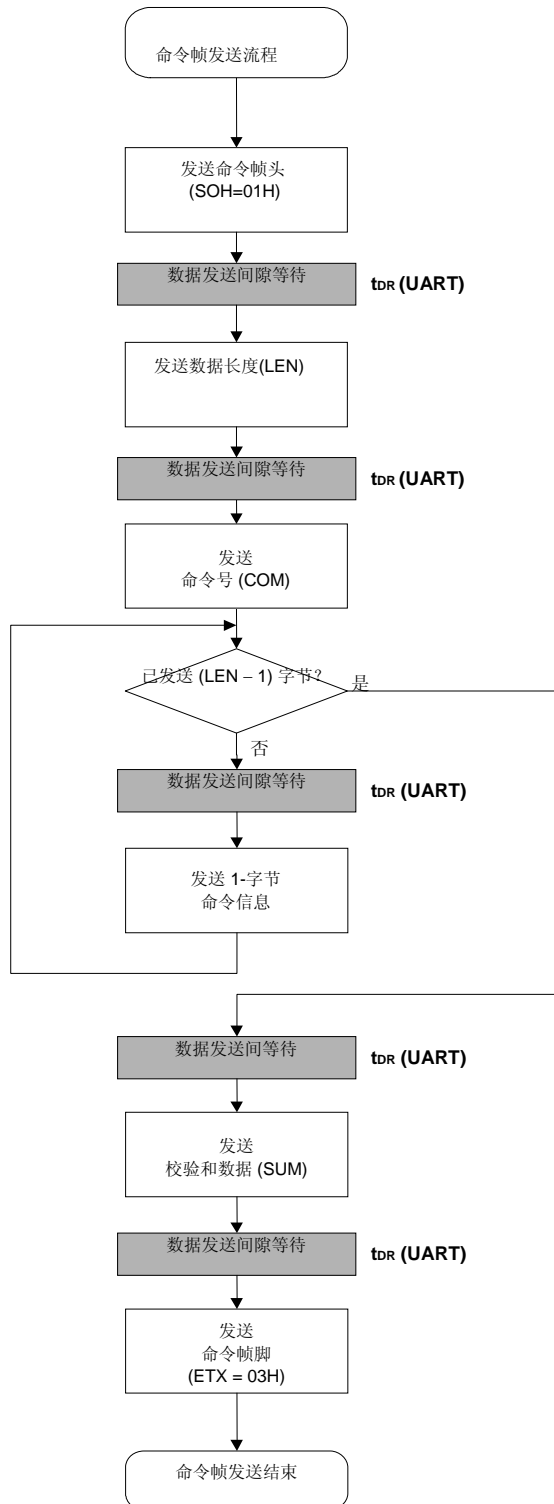 命令帧发送流程
发送命令帧头
(SOH=01H)
数据发送间隙等待
tDR (UART)
发送数据长度(LEN)
数据发送间隙等待
tDR (UART)
发送
命令号 (COM)
已发送 (LEN – 1) 字节?
是
否
数据发送间隙等待
tDR (UART)
发送 1-字节
命令信息
数据发送间等待
tDR (UART)
发送
校验和数据 (SUM)
数据发送间隙等待
tDR (UART)
发送
命令帧脚
(ETX = 03H)
命令帧发送结束